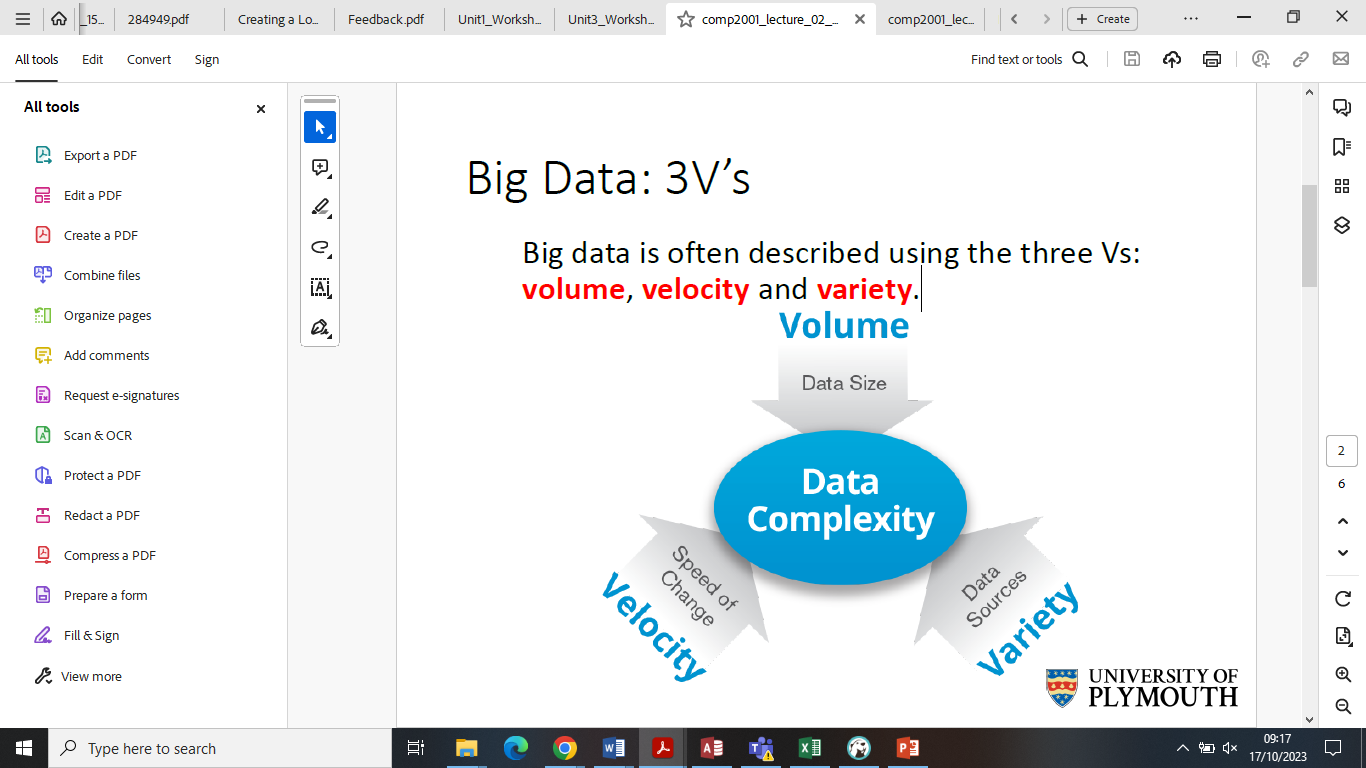 _15...
284949.pdf
Creating a Lo...
Feedback.pdf
Unit1_Worksh...
Unit3_Worksh...
comp2001_lecture_02_...
comp2001_lec...
Create
All tools
Edit
Convert
Sign
Find text or tools
All tools
Export a PDF
Edit a PDF
Create a PDF
Combine files
Organize pages
Add comments
Request e-signatures
Scan & OCR
Protect a PDF
Redact a PDF
Compress a PDF
Prepare a form
Fill & Sign
View more
Big Data: 3V’s
Big data is often described using the three Vs:
volume, velocity and variety.
Volume
Data Size
Data
Complexity
Speed of
Change
Velocity
Data
Sources
Variety
UNIVERSITY OF
PLYMOUTH
2
6
Type here to search
09:17
17/10/2023